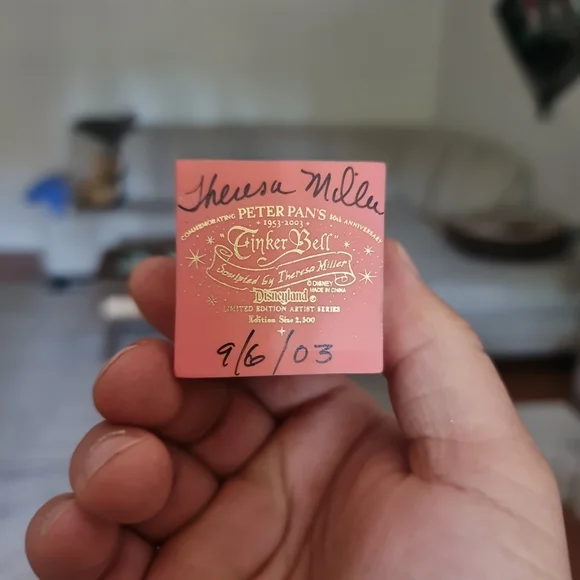 Theresa Miller
COMMEMORATING PETER PAN'S 50th ANNIVERSARY
• 1953-2003 •
"Tinker Bell"
Sculpted by Theresa Miller
© DISNEY
MADE IN CHINA
Disneyland ®
LIMITED EDITION ARTIST SERIES
Edition Size 2,500
9/6/03